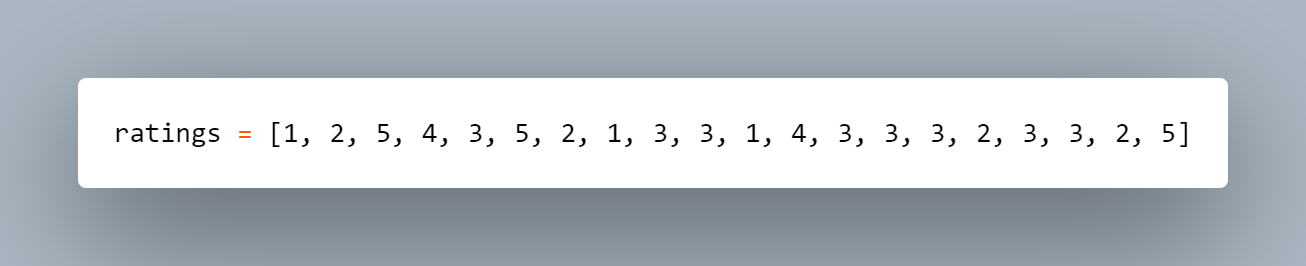 ratings = [1, 2, 5, 4, 3, 5, 2, 1, 3, 3, 1, 4, 3, 3, 3, 2, 3, 3, 2, 5]